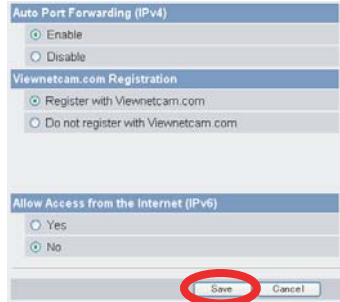 Auto Port Forwarding (IPv4)
Enable
Disable
Viewnetcam.com Registration
Register with Viewnetcam.com
Do not register with Viewnetcam.com
Allow Access from the Internet (IPv6)
Yes
No
Save Cancel